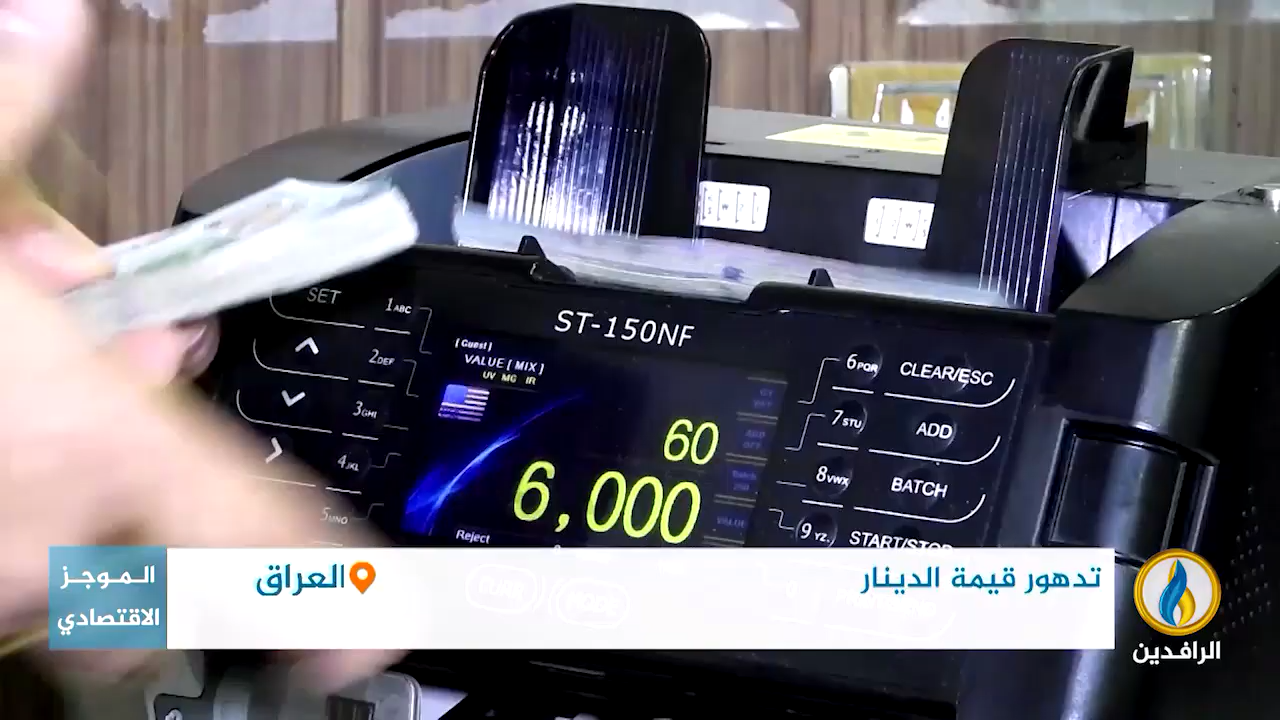 ST-150NF
SET
1ABC
2DEF
3GHI
4JKL
5MNO
[ Guest ]
VALUE [ MIX ]
UV MG IR
60
6,000
Reject
VALUE
6PQR
CLEAR/ESC
7STU
ADD
8VWX
BATCH
9YZ.
START/STOP
تدهور قيمة الدينار
العراق
الموجز
الاقتصادي
الرافدين